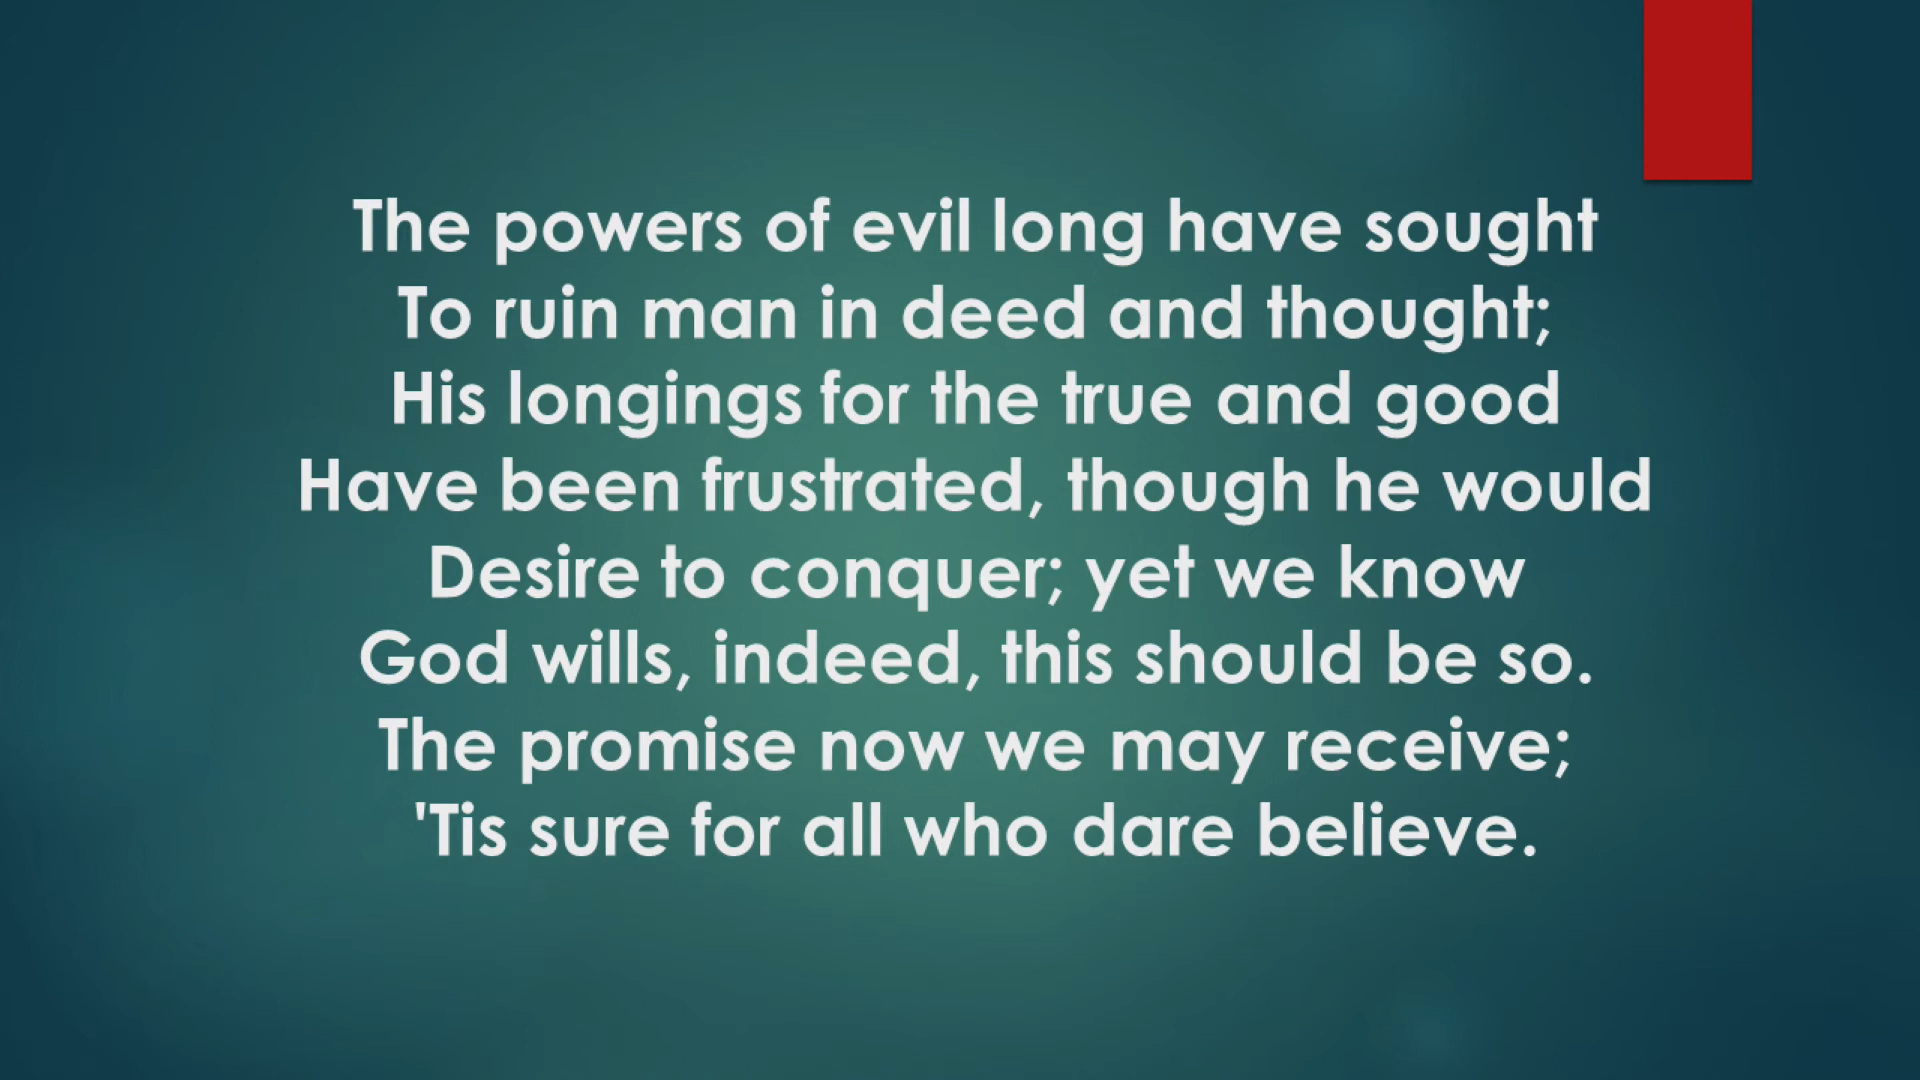 The powers of evil long have sought
To ruin man in deed and thought;
His longings for the true and good
Have been frustrated, though he would
Desire to conquer; yet we know
God wills, indeed, this should be so.
The promise now we may receive;
'Tis sure for all who dare believe.